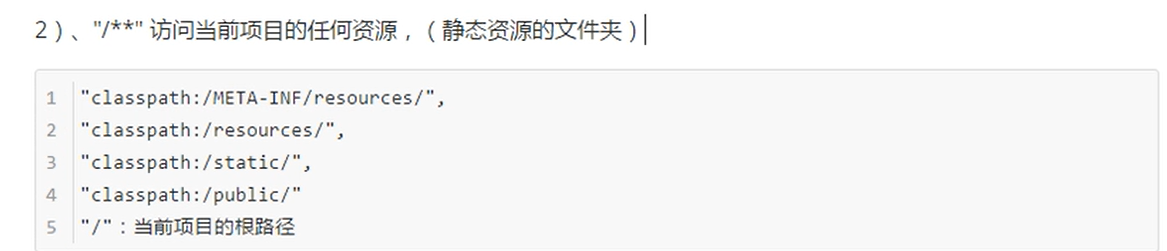 2）、"/**" 访问当前项目的任何资源，（静态资源的文件夹）
1 "classpath:/META-INF/resources/",
2 "classpath:/resources/",
3 "classpath:/static/",
4 "classpath:/public/"
5 "/"：当前项目的根路径